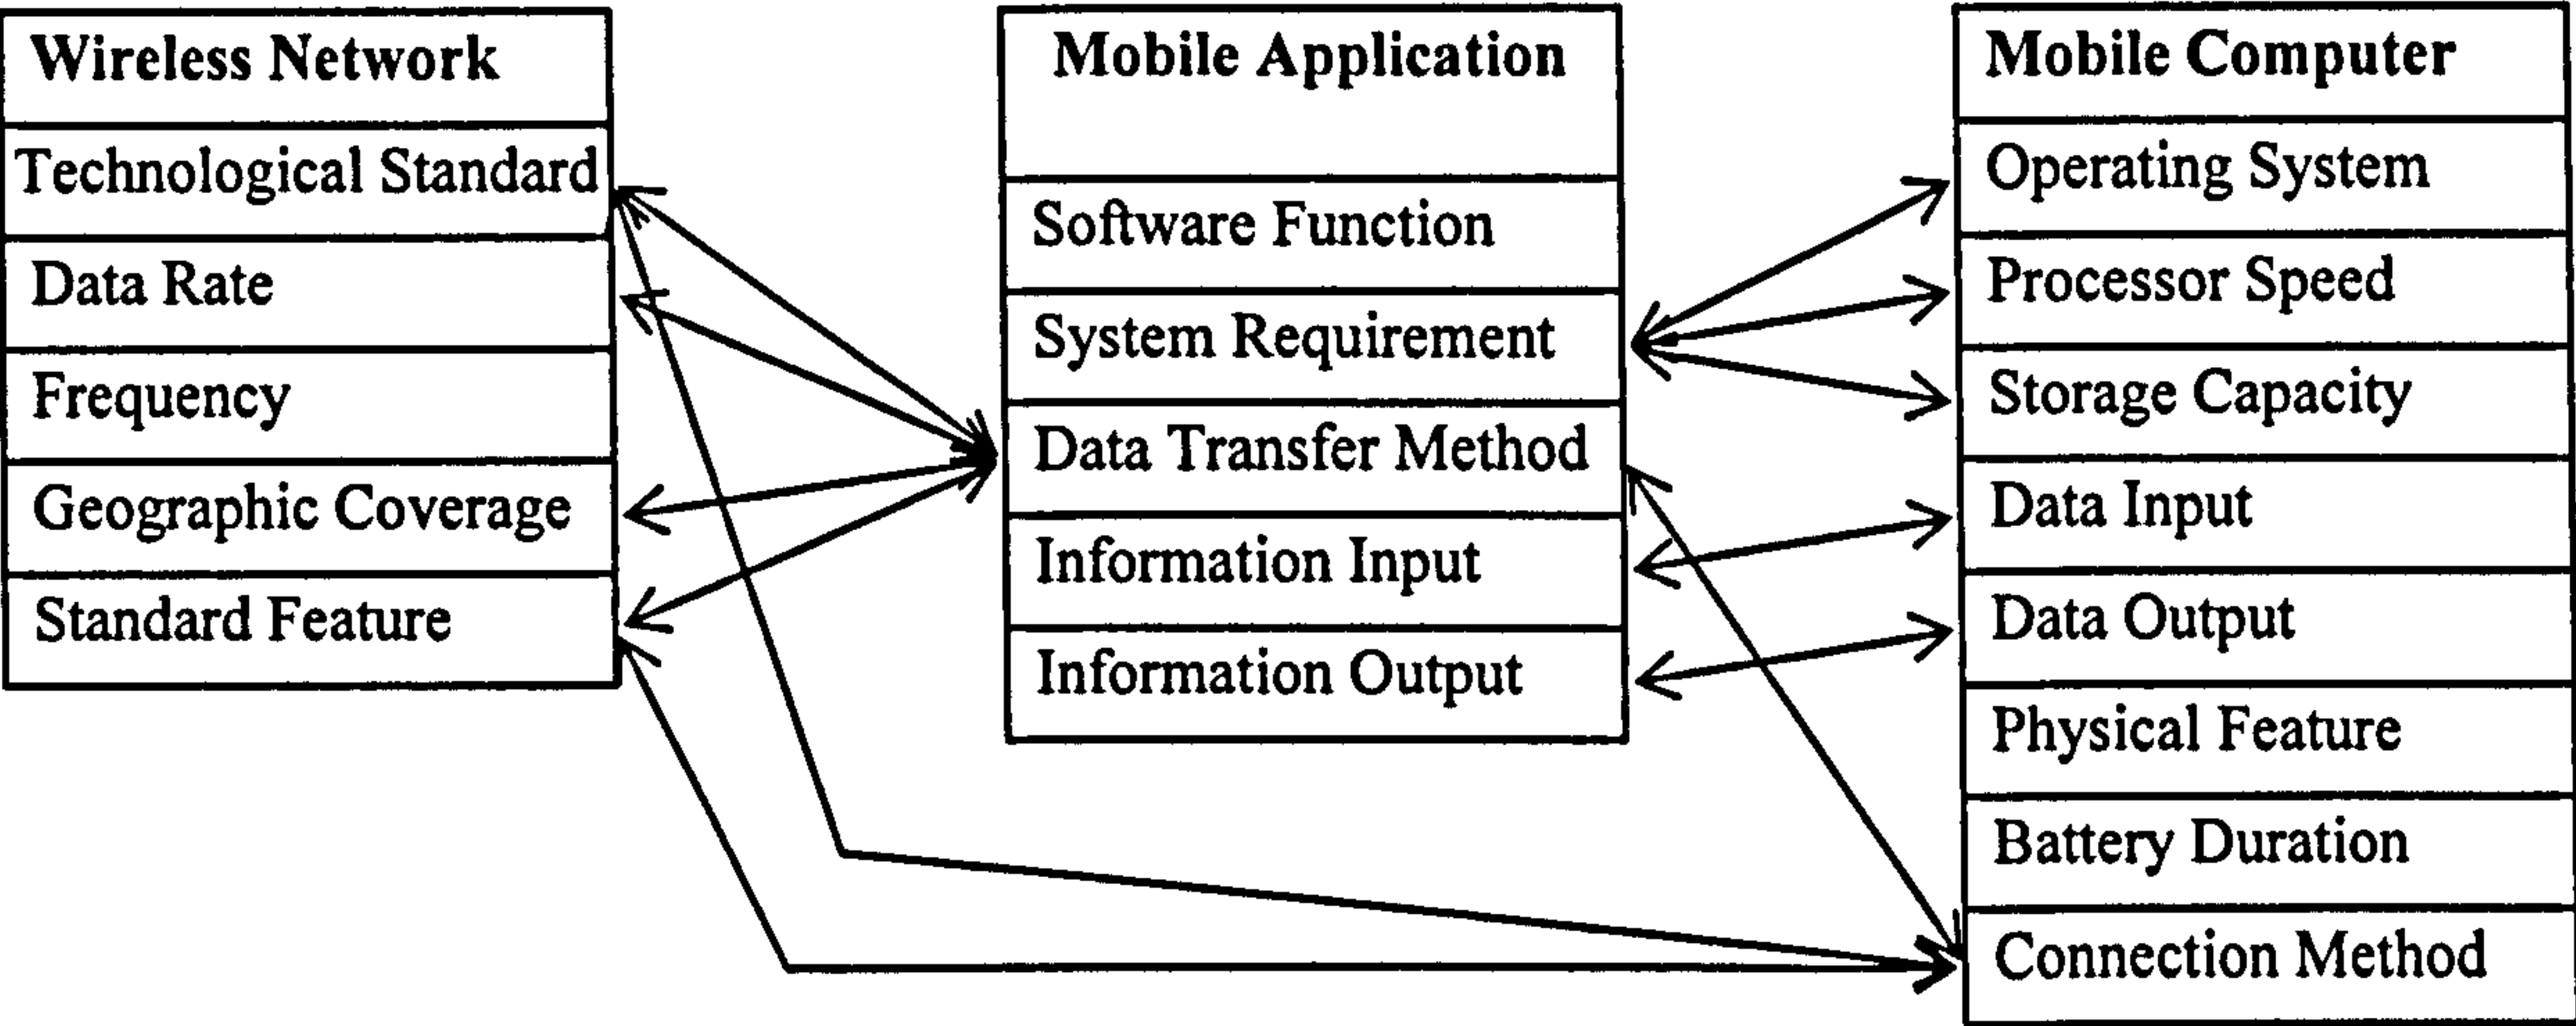 Wireless Network
Technological Standard
Data Rate
Frequency
Geographic Coverage
Standard Feature
Mobile Application
Software Function
System Requirement
Data Transfer Method
Information Input
Information Output
Mobile Computer
Operating System
Processor Speed
Storage Capacity
Data Input
Data Output
Physical Feature
Battery Duration
Connection Method